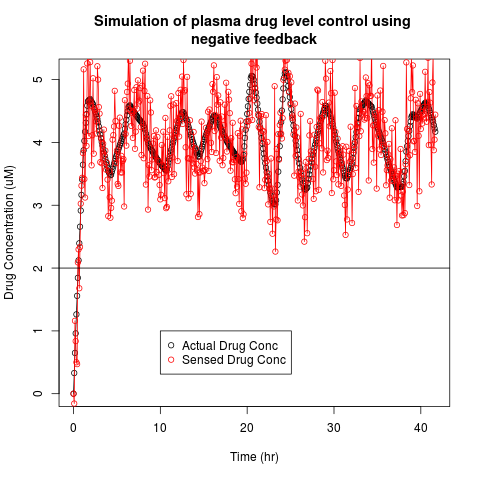 Simulation of plasma drug level control using
negative feedback
Drug Concentration (uM)
5
4
3
2
1
0
Actual Drug Conc
Sensed Drug Conc
0 10 20 30 40
Time (hr)